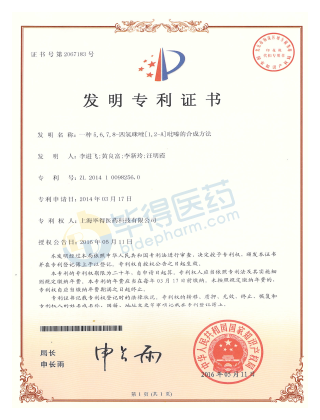 证书号第2067083号
发明专利证书
发明名称:一种5,6,7,8-四氢咪唑[1,2-A]吡嗪的合成方法
发明人:李道飞;黄良富;李新玲;汪明霞
专利号:ZL 2014 1 0098256.0
专利申请日:2014年03月17日
专利权人:上海毕得医药科技有限公司
授权公告日:2016年05月11日
毕得医药
本发明经过本局依照中华人民共和国专利法进行审查,决定授予专利权,颁发本证书
并在专利登记簿上予以登记。专利权自授权公告之日起生效。
本专利的专利权期限为二十年,自申请日起算。专利权人应当依照专利法及其实施细
则规定缴纳年费。本专利的年费应当在每年03月17日前缴纳。未按照规定缴纳年费的,
专利权自应当缴纳年费期满之日起终止。
专利证书记载专利权登记时的法律状况。专利权的转移、质押、无效、终止、恢复和
专利权人的姓名或名称、国籍、地址变更等事项记载在专利登记簿上。
局长
申长雨
申长雨
中华人民共和国国家知识产权局
2016年05月11日
第1页(共1页)